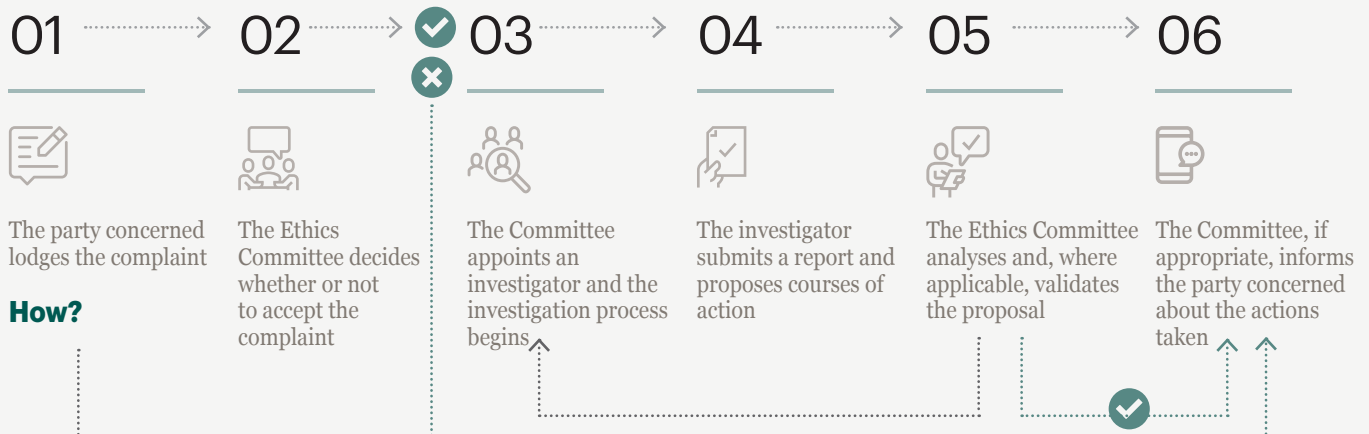 01
02
03
04
05
06
The party concerned
lodges the complaint
How?
The Ethics
Committee decides
whether or not
to accept the
complaint
The Committee
appoints an
investigator and the
investigation process
begins
The investigator
submits a report and
proposes courses of
action
The Ethics Committee
analyses and, where
applicable, validates
the proposal
The Committee, if
appropriate, informs
the party concerned
about the actions
taken